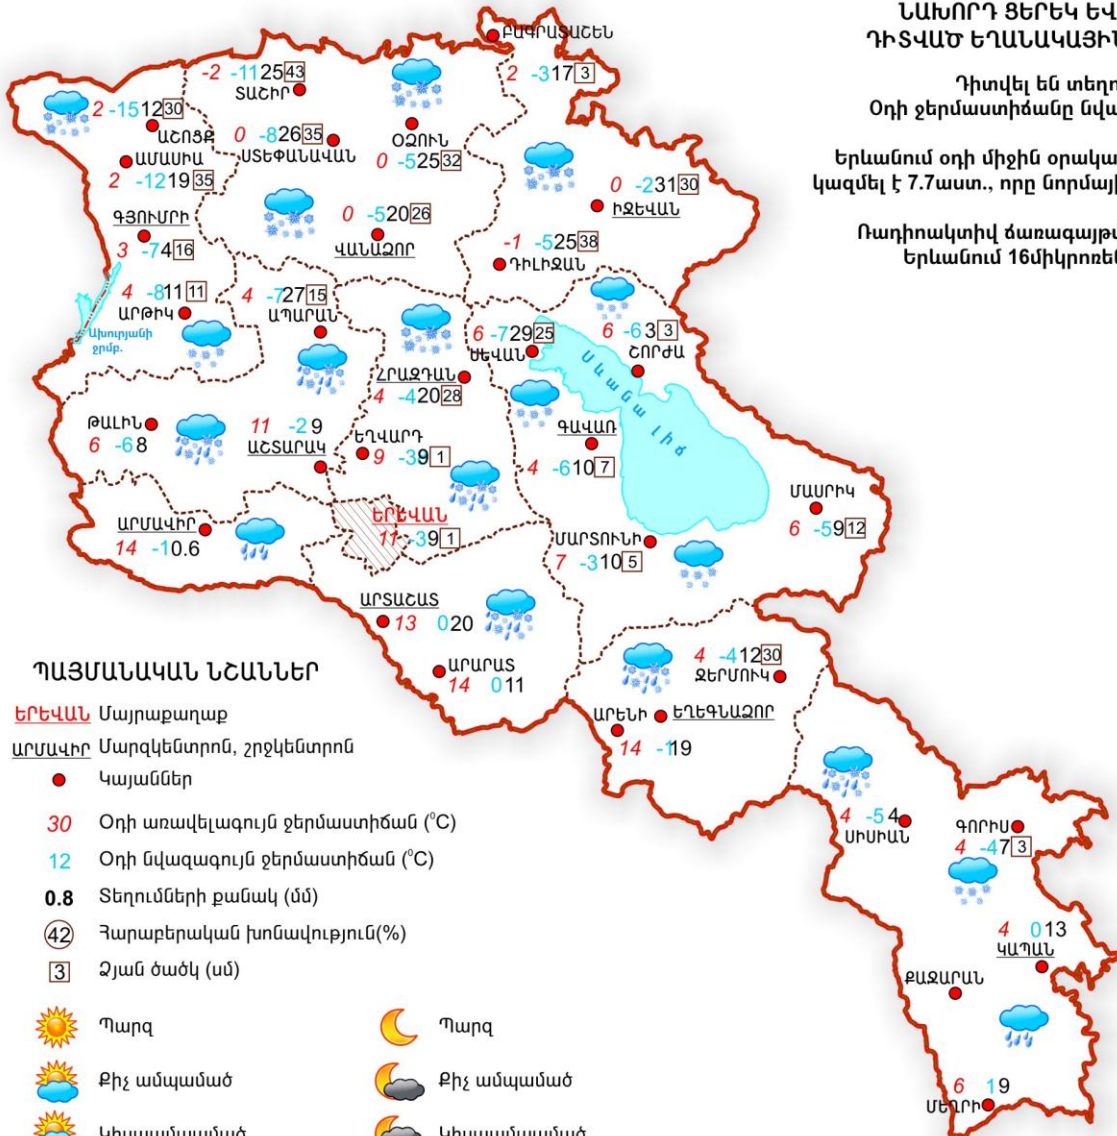 ՆԱԽՈՐԴ ՑԵՐԵԿ ԵՎ
ԴԻՏՎԱԾ ԵՂԱՆԱԿԱՅԻՆ
Դիտվել են տեղո
Օդի ջերմաստիճանը նվա
Երևանում օդի միջին օրակա
կազմել է 7.7աստ., որը նորմայի
Ռադիոակտիվ ճառագայթ
Երևանում 16միկրոռեն
ԲԱԳՐԱՏԱՇԵՆ
2 -3 17 3
-2 -11 25 43
ՏԱՇԻՐ
2 -15 12 30
ԱՇՈՑՔ
ԱՄԱՍԻԱ
2 -12 19 35
0 -8 26 35
ՍՏԵՓԱՆԱՎԱՆ
ՕՁՈՒՆ
0 -5 25 32
0 -2 31 30
ԻՋԵՎԱՆ
ԳՅՈՒՄՐԻ
3 -7 4 16
0 -5 20 26
ՎԱՆԱՁՈՐ
-1 -5 25 38
ԴԻԼԻՋԱՆ
4 -8 11 11
ԱՐԹԻԿ
4 -7 27 15
ԱՊԱՐԱՆ
Ախուրյանի
ջրմբ.
6 -7 29 25
ՍԵՎԱՆ
6 -6 3 3
ՇՈՐԺԱ
Սևանա լիճ
ՀՐԱԶԴԱՆ
4 -4 20 28
ԹԱԼԻՆ
6 -6 8
11 -2 9
ԱՇՏԱՐԱԿ
ԵՂՎԱՐԴ
9 -3 9 1
ԳԱՎԱՌ
4 -6 10 7
ՄԱՍՐԻԿ
6 -5 9 12
ԱՐՄԱՎԻՐ
14 -1 0.6
ԵՐԵՎԱՆ
11 -3 9 1
ՄԱՐՏՈՒՆԻ
7 -3 10 5
ԱՐՏԱՇԱՏ
13 0 20
ԱՐԱՐԱՏ
14 0 11
4 -4 12 30
ՋԵՐՄՈՒԿ
ԱՐԵՆԻ
ԵՂԵԳՆԱՁՈՐ
14 -1 19
4 -5 4
ՍԻՍԻԱՆ
ԳՈՐԻՍ
4 -4 7 3
4 0 13
ԿԱՊԱՆ
ՔԱՋԱՐԱՆ
6 1 9
ՄԵՂՐԻ
ՊԱՅՄԱՆԱԿԱՆ ՆՇԱՆՆԵՐ
ԵՐԵՎԱՆ Մայրաքաղաք
ԱՐՄԱՎԻՐ Մարզկենտրոն, շրջկենտրոն
Կայաններ
30 Օդի առավելագույն ջերմաստիճան (⁰C)
12 Օդի նվազագույն ջերմաստիճան (⁰C)
0.8 Տեղումների քանակ (մմ)
42 Հարաբերական խոնավություն(%)
3 Ձյան ծածկ (սմ)
Պարզ Պարզ
Քիչ ամպամած Քիչ ամպամած